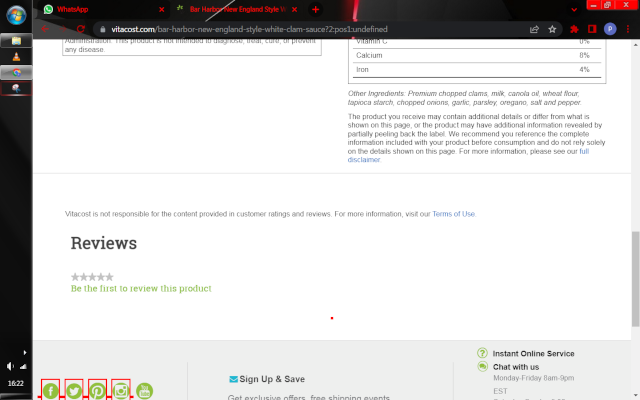 WhatsApp
Bar Harbor New England Style W
vitacost.com/bar-harbor-new-england-style-white-clam-sauce?2:pos1:undefined
P
Administration. This product is not intended to diagnose, treat, cure, or prevent
any disease.
Vitamin C 0%
Calcium 8%
Iron 4%
Other Ingredients: Premium chopped clams, milk, canola oil, wheat flour,
tapioca starch, chopped onions, garlic, parsley, oregano, salt and pepper.
The product you receive may contain additional details or differ from what is
shown on this page, or the product may have additional information revealed by
partially peeling back the label. We recommend you reference the complete
information included with your product before consumption and do not rely solely
on the details shown on this page. For more information, please see our full
disclaimer.
Vitacost is not responsible for the content provided in customer ratings and reviews. For more information, visit our Terms of Use.
Reviews
Be the first to review this product
Instant Online Service
Chat with us
Monday-Friday 8am-9pm
EST
Sign Up & Save
Get exclusive offers, free shipping events
You
16:22